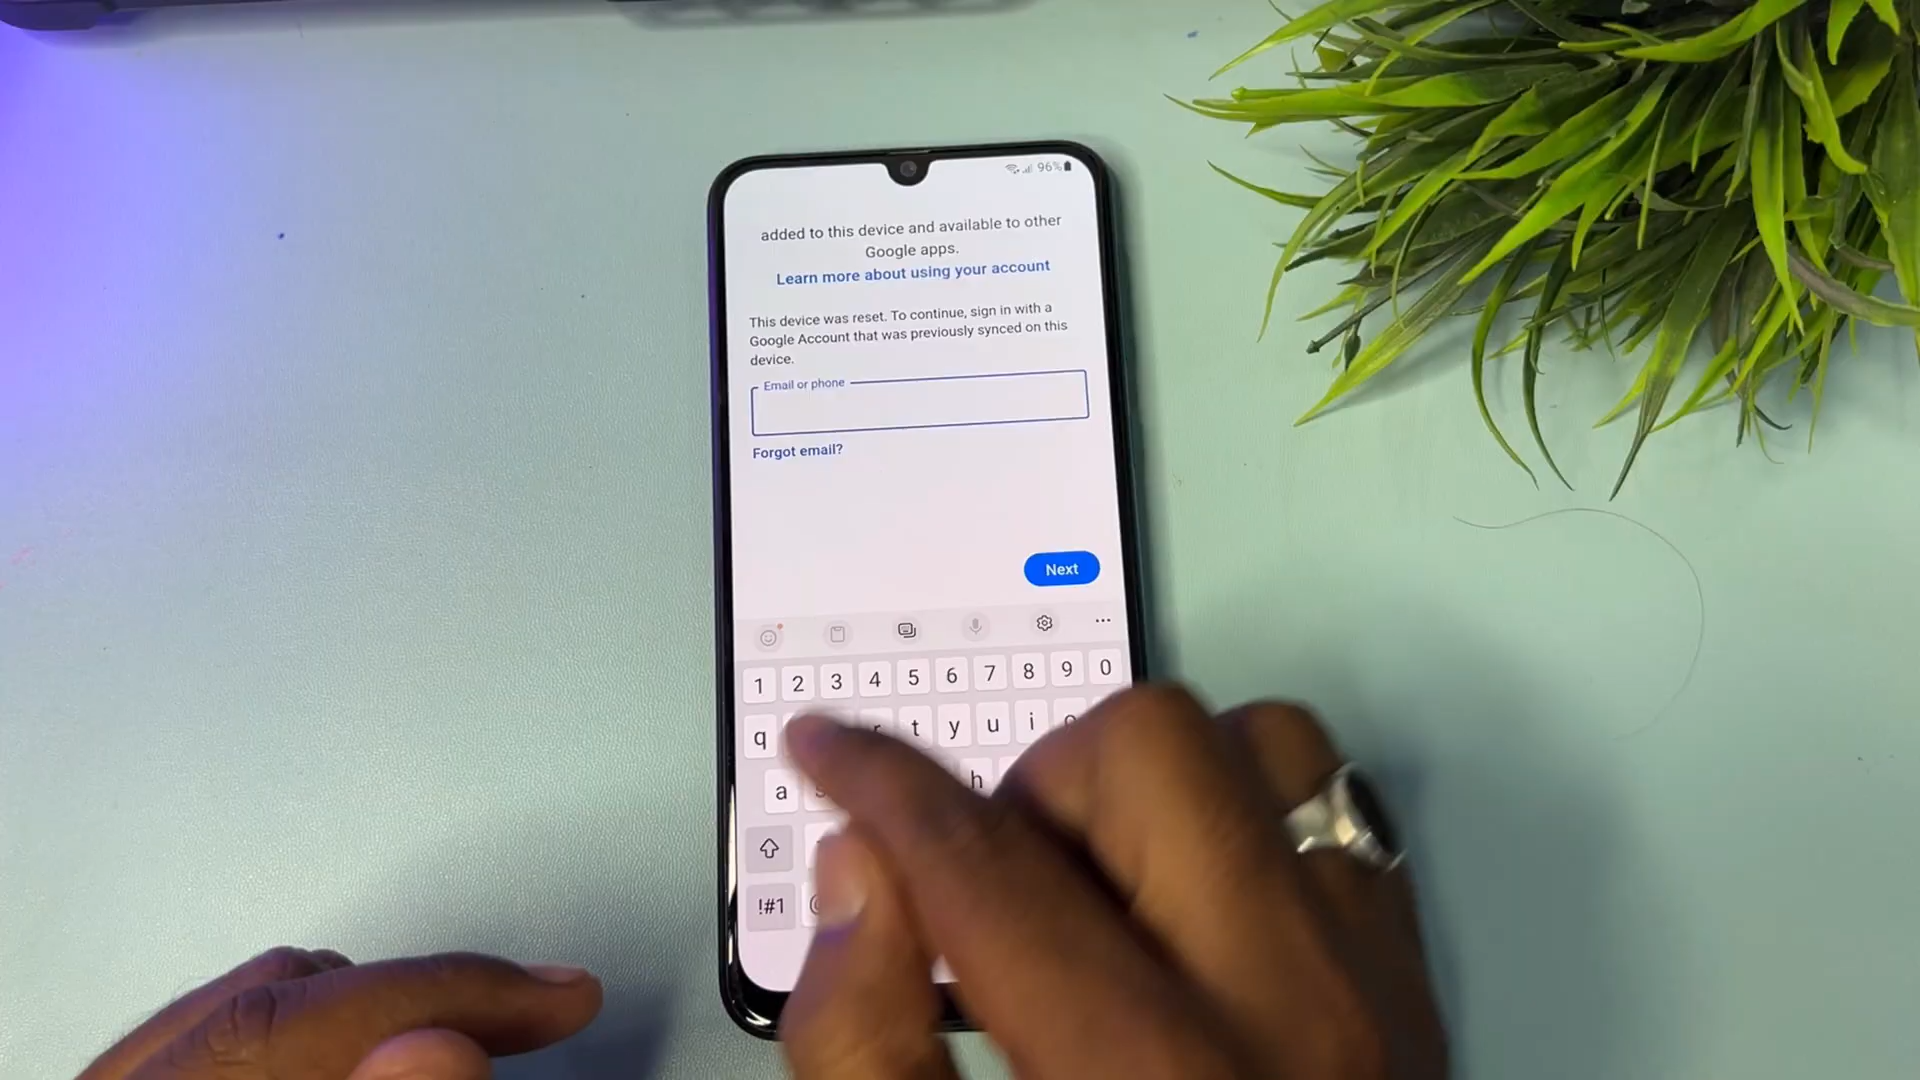 96%
added to this device and available to other
Google apps.
Learn more about using your account
This device was reset. To continue, sign in with a
Google Account that was previously synced on this
device.
Email or phone
Forgot email?
Next
1 2 3 4 5 6 7 8 9 0
q r t y u i o
a s h
!#1 @